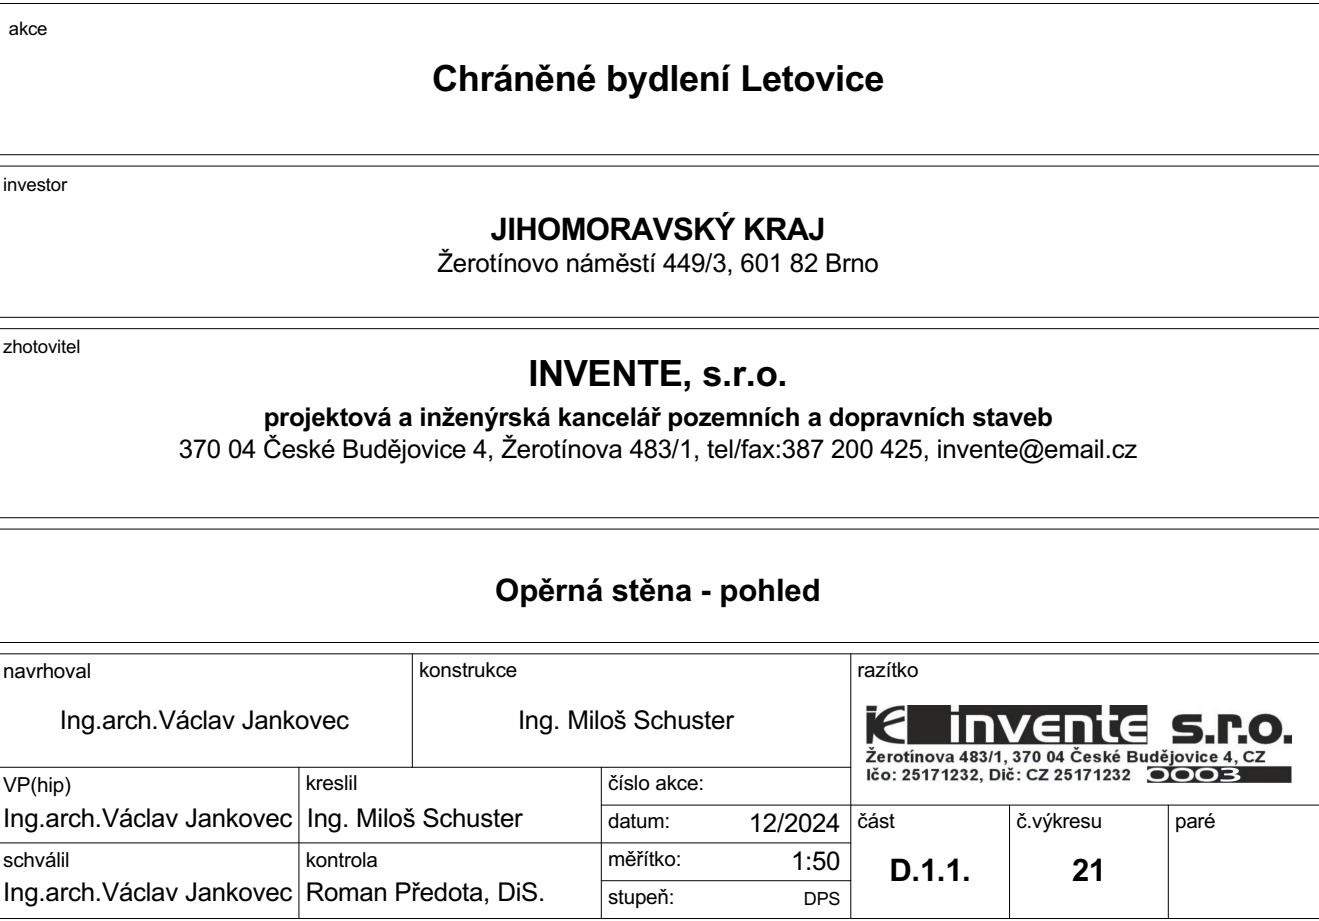 akce
Chráněné bydlení Letovice
investor
JIHOMORAVSKÝ KRAJ
Žerotínovo náměstí 449/3, 601 82 Brno
zhotovitel
INVENTE, s.r.o.
projektová a inženýrská kancelář pozemních a dopravních staveb
370 04 České Budějovice 4, Žerotínova 483/1, tel/fax:387 200 425, invente@email.cz
Opěrná stěna - pohled
navrhoval
Ing.arch.Václav Jankovec
konstrukce
Ing. Miloš Schuster
razítko
invente s.r.o.
Žerotínova 483/1, 370 04 České Budějovice 4, CZ
Ičo: 25171232, Dič: CZ 25171232 0003
VP(hip)
Ing.arch.Václav Jankovec
kreslil
Ing. Miloš Schuster
číslo akce:
datum: 12/2024
schválil
Ing.arch.Václav Jankovec
kontrola
Roman Předota, DiS.
měřítko: 1:50
stupeň: DPS
část
D.1.1.
č.výkresu
21
paré